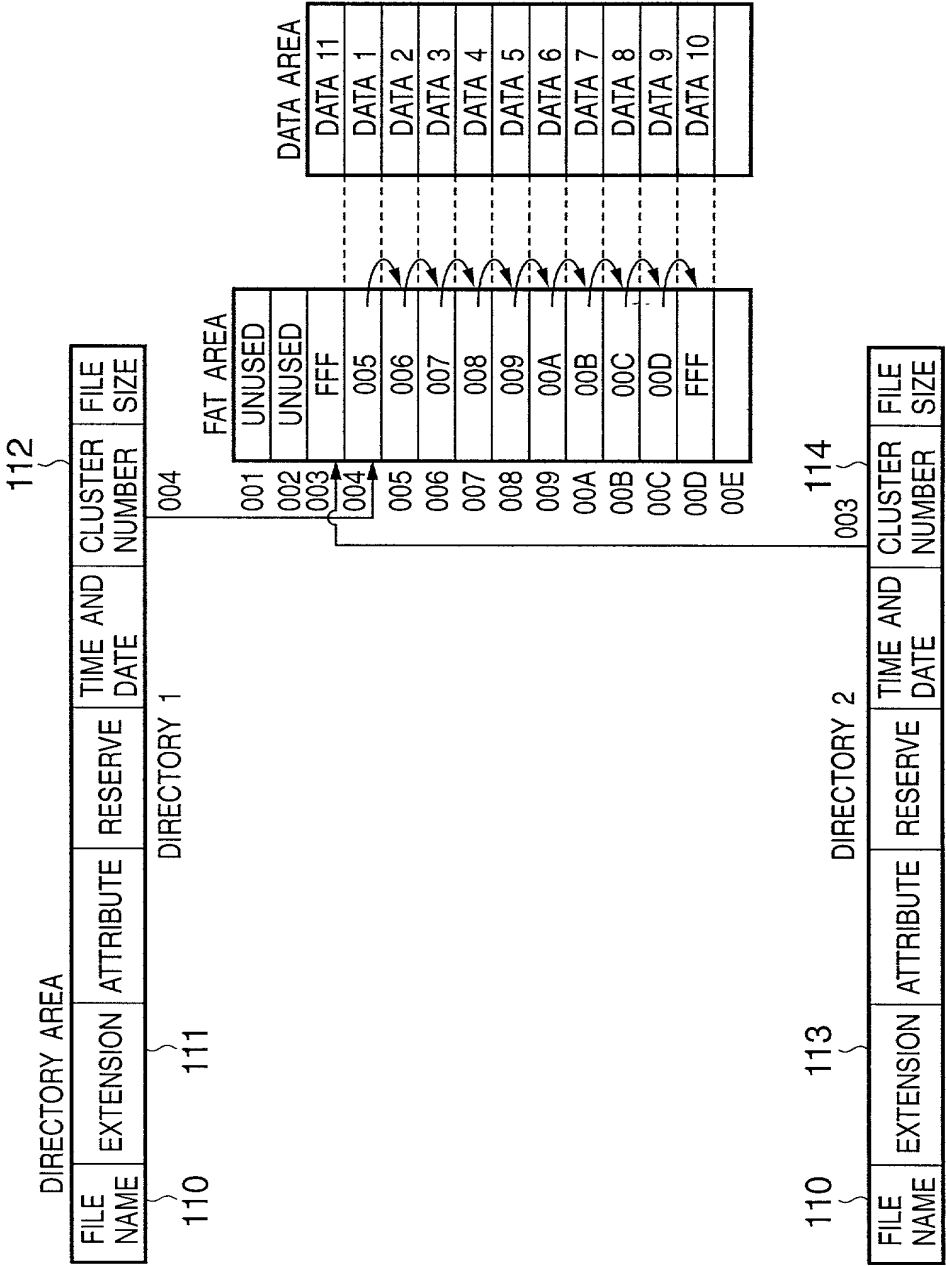 DIRECTORY AREA
FILE NAME EXTENSION ATTRIBUTE RESERVE TIME AND DATE CLUSTER NUMBER FILE SIZE
110
111
112
DIRECTORY 1
004
FAT AREA
001 UNUSED
002 UNUSED
003 FFF
004 005
005 006
006 007
007 008
008 009
009 00A
00A 00B
00B 00C
00C 00D
00D FFF
00E
DATA AREA
DATA 11
DATA 1
DATA 2
DATA 3
DATA 4
DATA 5
DATA 6
DATA 7
DATA 8
DATA 9
DATA 10
DIRECTORY 2
003
110
113
114
FILE NAME EXTENSION ATTRIBUTE RESERVE TIME AND DATE CLUSTER NUMBER FILE SIZE